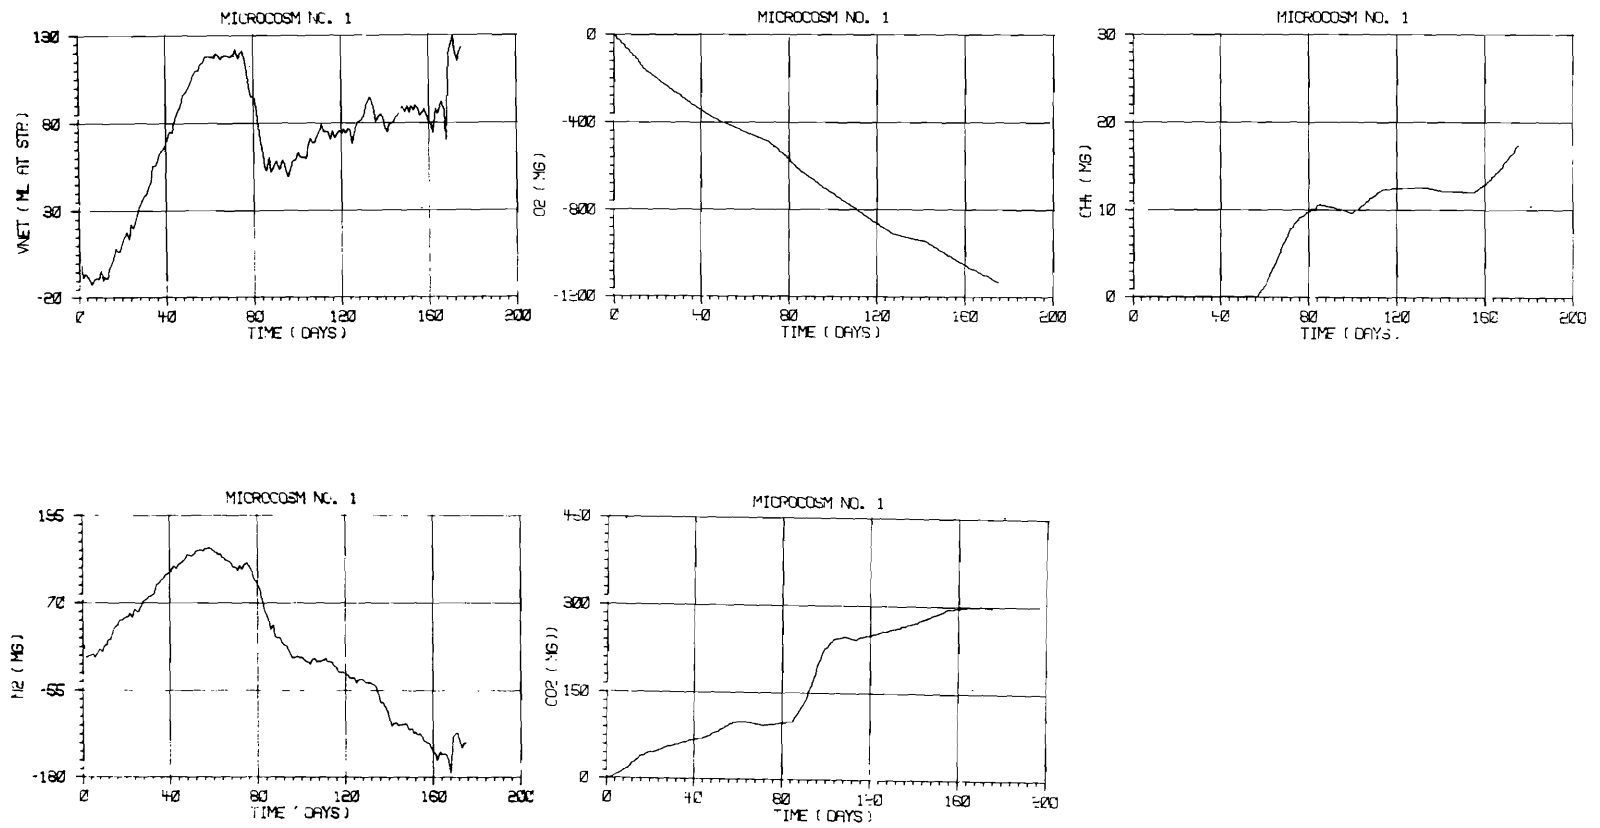 MICROCOSM NO. 1
VNET ( ML AT STP.)
130
80
30
-20
0 40 80 120 160 200
TIME ( DAYS )
MICROCOSM NO. 1
O2 ( MG )
0
-400
-800
-1200
0 40 80 120 160 200
TIME ( DAYS )
MICROCOSM NO. 1
CH4 ( MG )
30
20
10
0
0 40 80 120 160 200
TIME ( DAYS )
MICROCOSM NO. 1
N2 ( MG )
195
70
-55
-180
0 40 80 120 160 200
TIME ( DAYS )
MICROCOSM NO. 1
CO2 ( MG )
450
300
150
0
0 40 80 120 160 200
TIME ( DAYS )